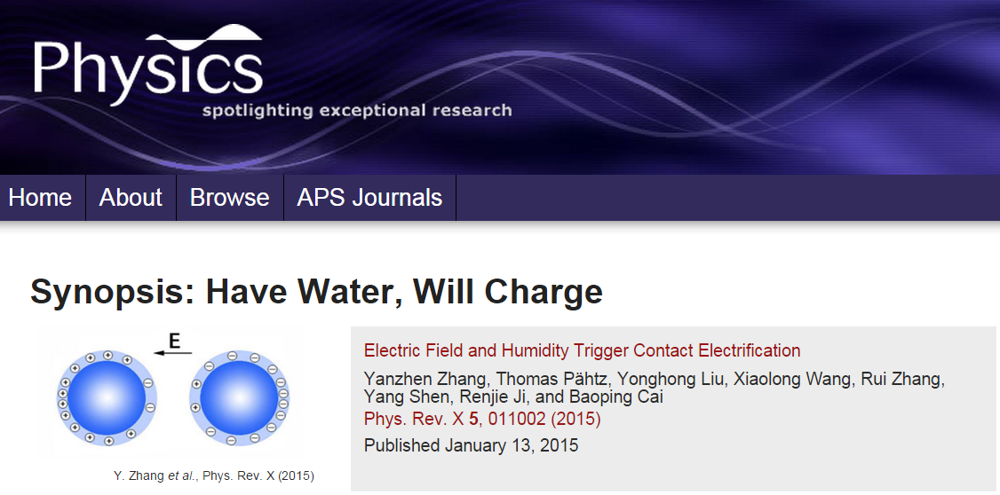 Physics
spotlighting exceptional research
Home About Browse APS Journals
Synopsis: Have Water, Will Charge
E
Electric Field and Humidity Trigger Contact Electrification
Yanzhen Zhang, Thomas Pähtz, Yonghong Liu, Xiaolong Wang, Rui Zhang,
Yang Shen, Renjie Ji, and Baoping Cai
Phys. Rev. X 5, 011002 (2015)
Published January 13, 2015
Y. Zhang et al., Phys. Rev. X (2015)